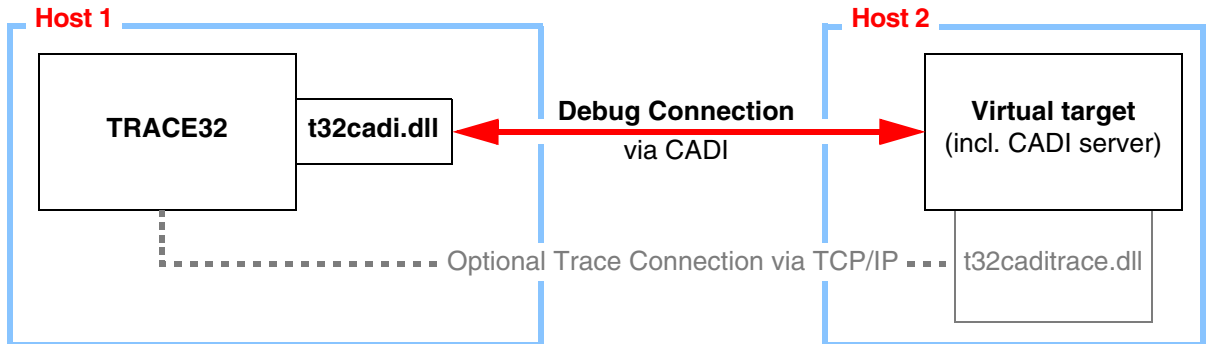 Host 1
Host 2
TRACE32
t32cadi.dll
Debug Connection
via CADI
Virtual target
(incl. CADI server)
Optional Trace Connection via TCP/IP
t32caditrace.dll